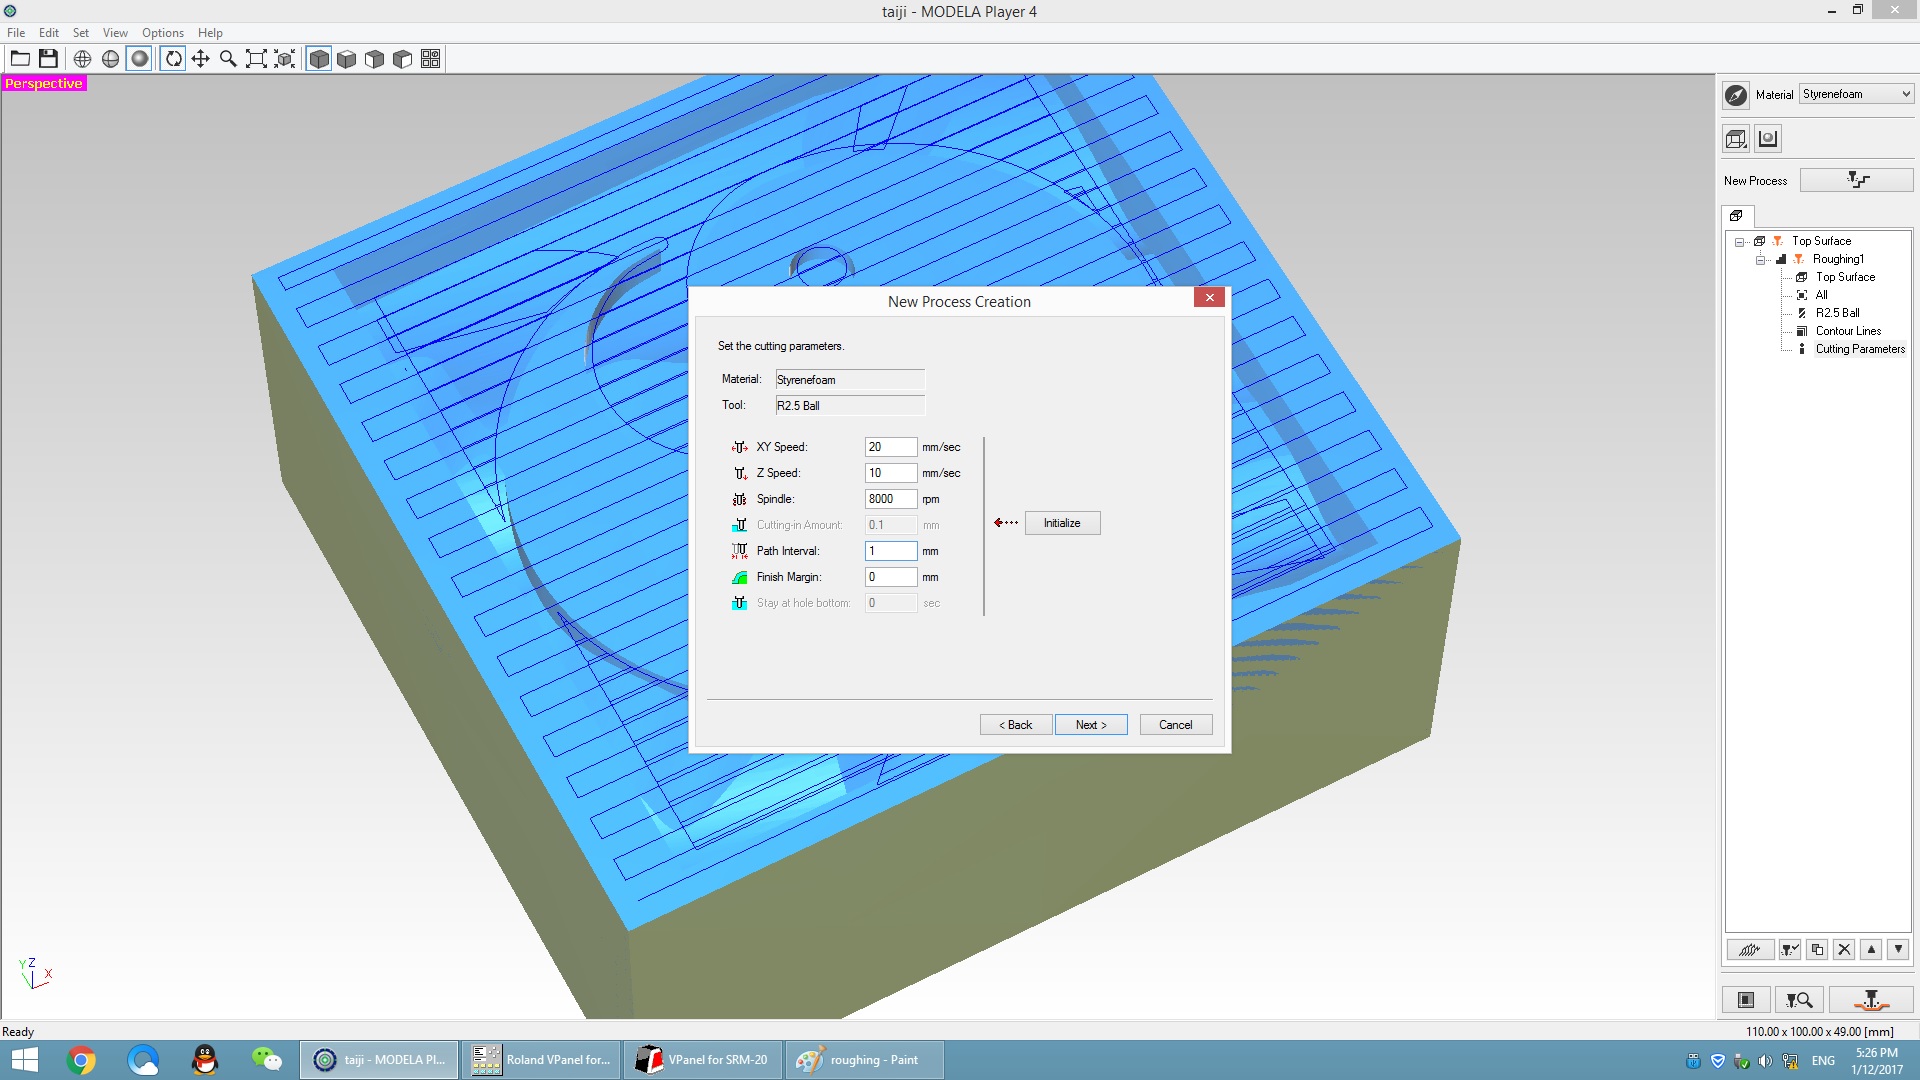 taiji - MODELA Player 4
File Edit Set View Options Help
Perspective
Material Styrenefoam
New Process
Top Surface
Roughing1
Top Surface
All
R2.5 Ball
Contour Lines
Cutting Parameters
New Process Creation
Set the cutting parameters.
Material: Styrenefoam
Tool: R2.5 Ball
XY Speed: 20 mm/sec
Z Speed: 10 mm/sec
Spindle: 8000 rpm
Cutting-in Amount: 0.1 mm
Initialize
Path Interval: 1 mm
Finish Margin: 0 mm
Stay at hole bottom: 0 sec
< Back Next > Cancel
Y Z X
Ready
110.00 x 100.00 x 49.00 [mm]
taiji - MODELA Pl... Roland VPanel for... VPanel for SRM-20 roughing - Paint
ENG
5:26 PM
1/12/2017